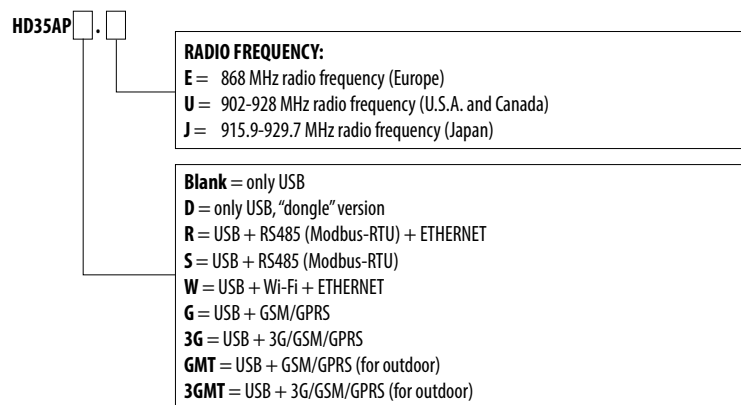 HD35AP .
RADIO FREQUENCY:
E = 868 MHz radio frequency (Europe)
U = 902-928 MHz radio frequency (U.S.A. and Canada)
J = 915.9-929.7 MHz radio frequency (Japan)
Blank = only USB
D = only USB, “dongle” version
R = USB + RS485 (Modbus-RTU) + ETHERNET
S = USB + RS485 (Modbus-RTU)
W = USB + Wi-Fi + ETHERNET
G = USB + GSM/GPRS
3G = USB + 3G/GSM/GPRS
GMT = USB + GSM/GPRS (for outdoor)
3GMT = USB + 3G/GSM/GPRS (for outdoor)